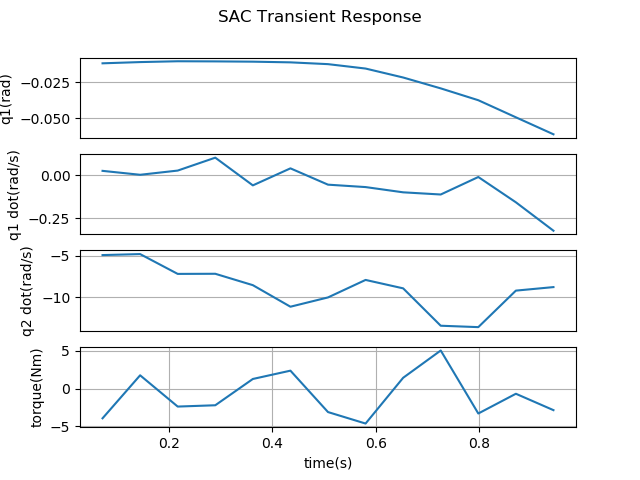 SAC Transient Response
q1(rad)
−0.025
−0.050
q1 dot(rad/s)
0.00
−0.25
q2 dot(rad/s)
−5
−10
torque(Nm)
5
0
−5
0.2 0.4 0.6 0.8
time(s)